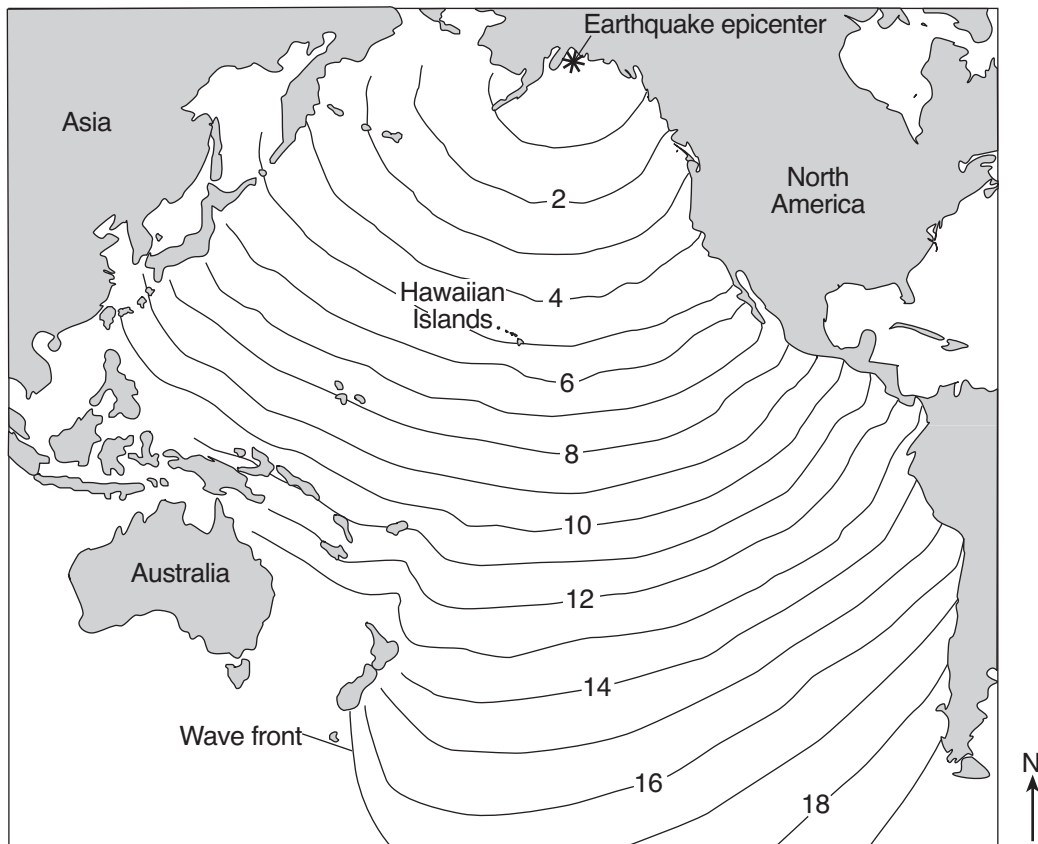 Earthquake epicenter
Asia
North
America
2
4
Hawaiian
Islands
6
8
10
Australia
12
14
Wave front
16
18
N